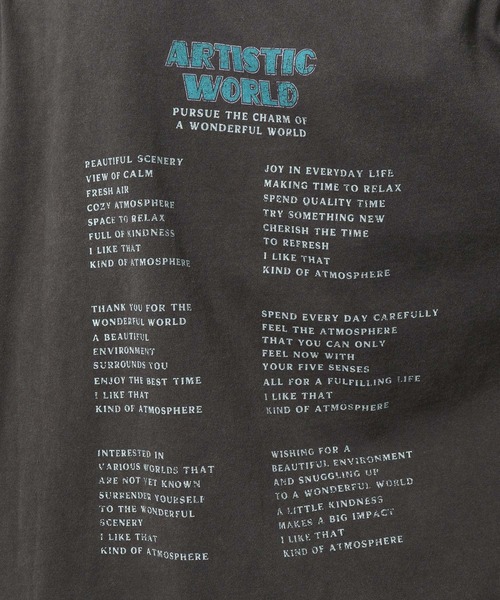 ARTISTIC
WORLD
PURSUE THE CHARM OF
A WONDERFUL WORLD
BEAUTIFUL SCENERY
VIEW OF CALM
FRESH AIR
COZY ATMOSPHERE
SPACE TO RELAX
FULL OF KINDNESS
I LIKE THAT
KIND OF ATMOSPHERE
JOY IN EVERYDAY LIFE
MAKING TIME TO RELAX
SPEND QUALITY TIME
TRY SOMETHING NEW
CHERISH THE TIME
TO REFRESH
I LIKE THAT
KIND OF ATMOSPHERE
THANK YOU FOR THE
WONDERFUL WORLD
A BEAUTIFUL
ENVIRONMENT
SURROUNDS YOU
ENJOY THE BEST TIME
I LIKE THAT
KIND OF ATMOSPHERE
SPEND EVERY DAY CAREFULLY
FEEL THE ATMOSPHERE
THAT YOU CAN ONLY
FEEL NOW WITH
YOUR FIVE SENSES
ALL FOR A FULFILLING LIFE
I LIKE THAT
KIND OF ATMOSPHERE
INTERESTED IN
VARIOUS WORLDS THAT
ARE NOT YET KNOWN
SURRENDER YOURSELF
TO THE WONDERFUL
SCENERY
I LIKE THAT
KIND OF ATMOSPHERE
WISHING FOR A
BEAUTIFUL ENVIRONMENT
AND SNUGGLING UP
TO A WONDERFUL WORLD
A LITTLE KINDNESS
MAKES A BIG IMPACT
I LIKE THAT
KIND OF ATMOSPHERE